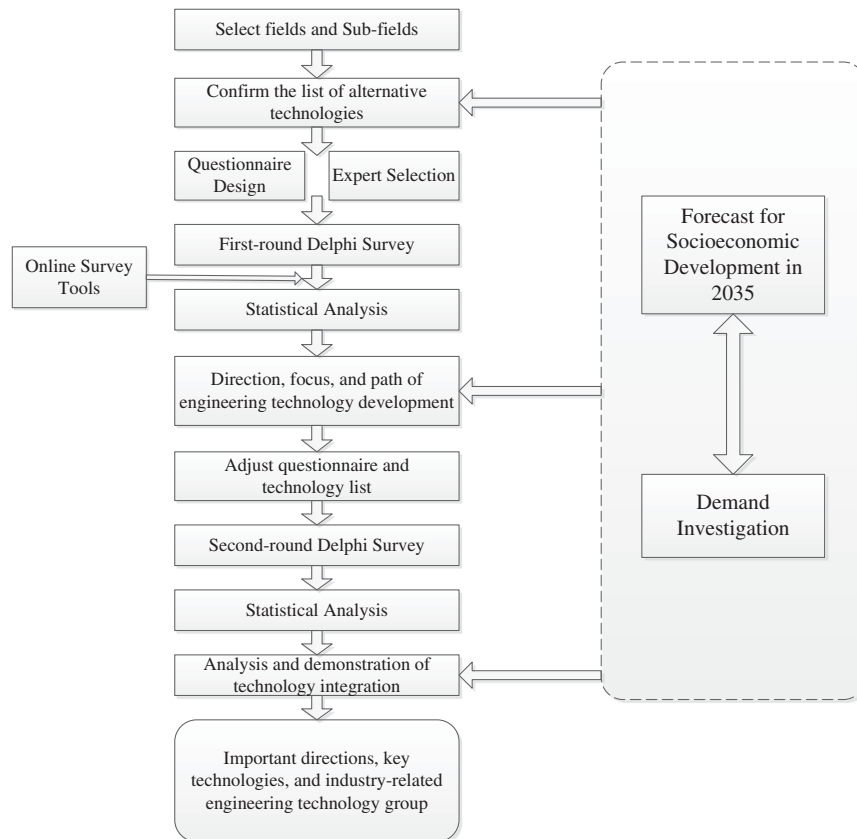 Select fields and Sub-fields
Confirm the list of alternative
technologies
Questionnaire
Design
Expert Selection
First-round Delphi Survey
Online Survey
Tools
Statistical Analysis
Direction, focus, and path of
engineering technology development
Adjust questionnaire and
technology list
Second-round Delphi Survey
Statistical Analysis
Analysis and demonstration of
technology integration
Important directions, key
technologies, and industry-related
engineering technology group
Forecast for
Socioeconomic
Development in
2035
Demand
Investigation